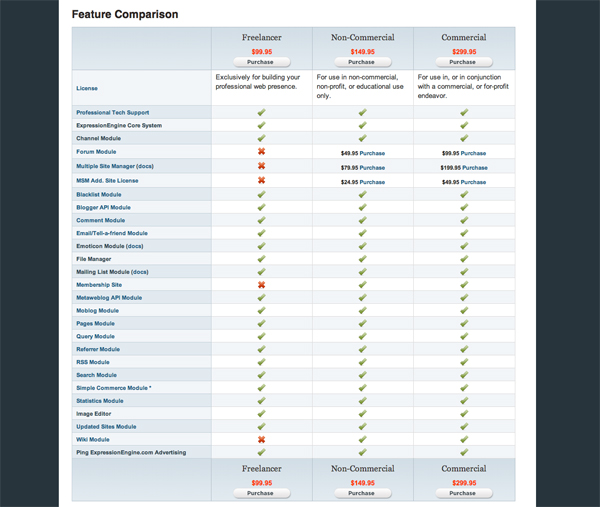 Feature Comparison
Freelancer Non-Commercial Commercial
$99.95 $149.95 $299.95
Purchase Purchase Purchase
License
Exclusively for building your professional web presence.
For use in non-commercial, non-profit, or educational use only.
For use in, or in conjunction with a commercial, or for-profit endeavor.
Professional Tech Support
ExpressionEngine Core System
Channel Module
Forum Module $49.95 Purchase $99.95 Purchase
Multiple Site Manager (docs) $79.95 Purchase $199.95 Purchase
MSM Add. Site License $24.95 Purchase $49.95 Purchase
Blacklist Module
Blogger API Module
Comment Module
Email/Tell-a-friend Module
Emoticon Module (docs)
File Manager
Mailing List Module (docs)
Membership Site
Metaweblog API Module
Moblog Module
Pages Module
Query Module
Referrer Module
RSS Module
Search Module
Simple Commerce Module *
Statistics Module
Image Editor
Updated Sites Module
Wiki Module
Ping ExpressionEngine.com Advertising
Freelancer Non-Commercial Commercial
$99.95 $149.95 $299.95
Purchase Purchase Purchase